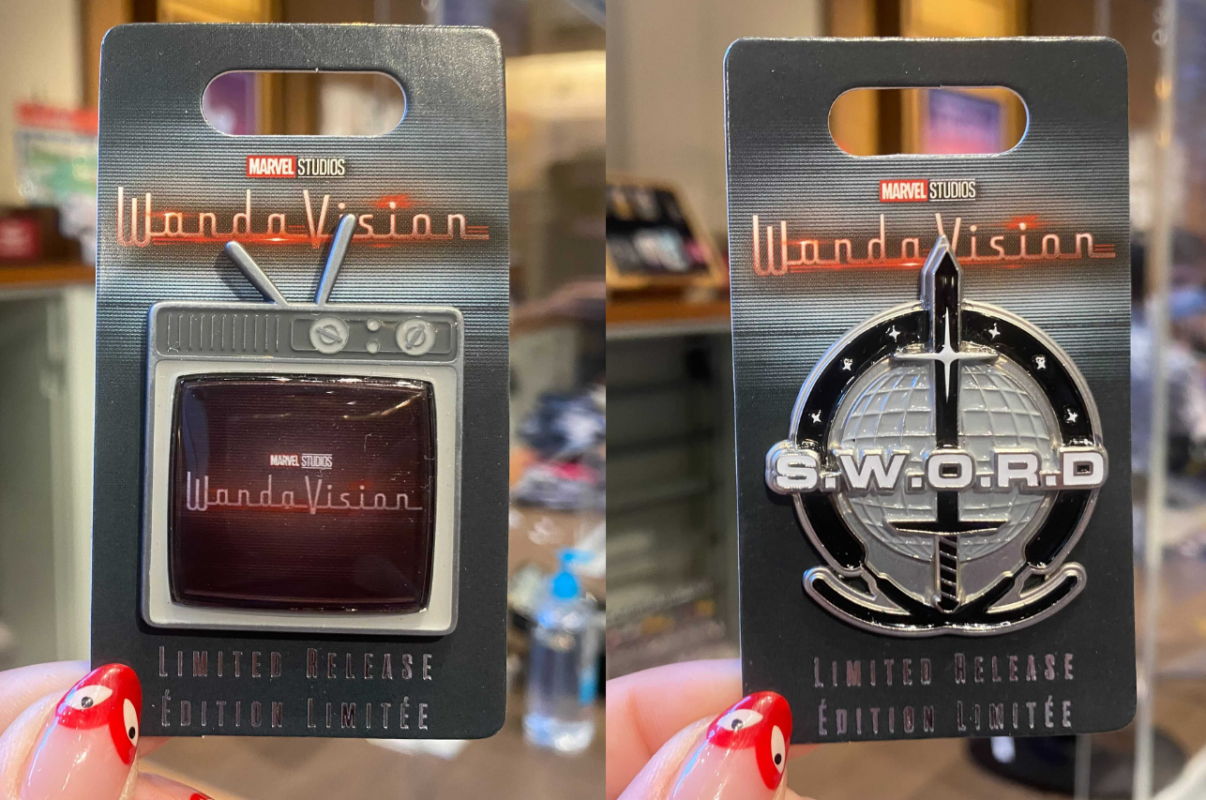 MARVEL STUDIOS
WandaVision
MARVEL STUDIOS
WandaVision
LIMITED RELEASE
ÉDITION LIMITÉE
MARVEL STUDIOS
WandaVision
S.W.O.R.D
LIMITED RELEASE
ÉDITION LIMITÉE